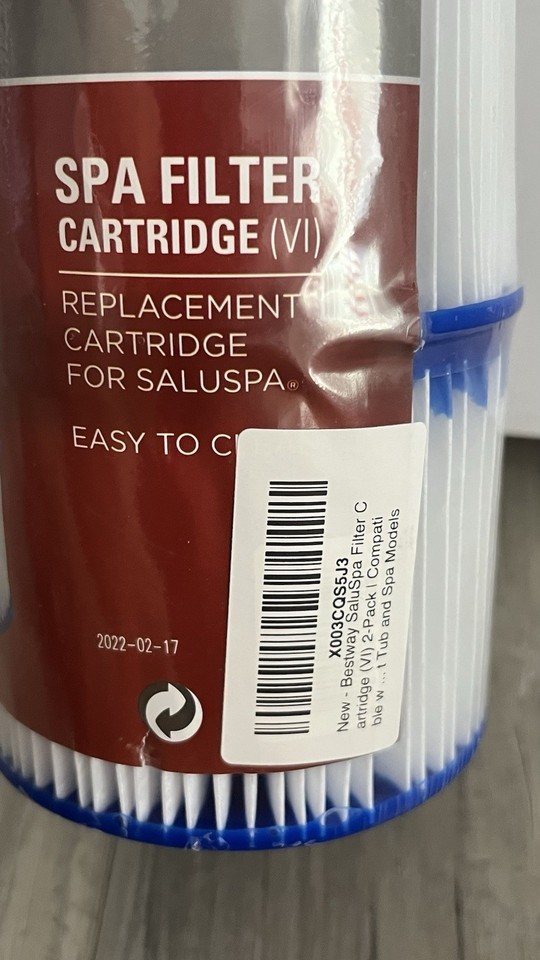 SPA FILTER
CARTRIDGE (VI)
REPLACEMENT
CARTRIDGE
FOR SALUSPA®
EASY TO C
2022-02-17
X003CQS5J3
New - Bestway SaluSpa Filter C
artridge (VI) 2-Pack | Compati
ble w ... t Tub and Spa Models